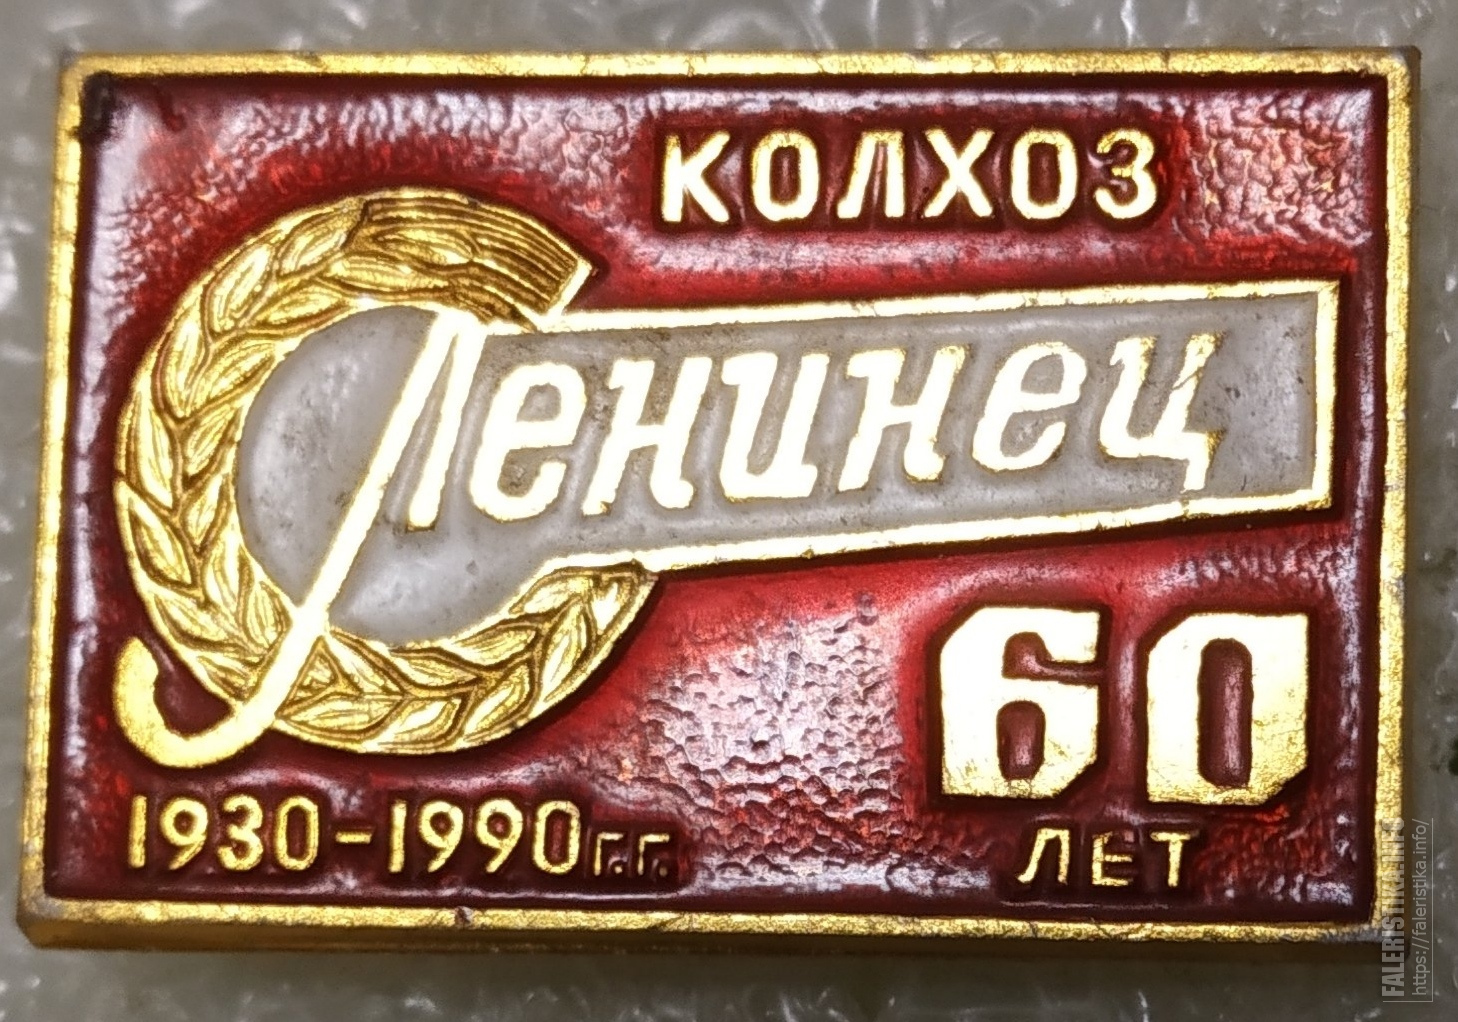 КОЛХОЗ
Ленинец
60
ЛЕТ
1930-1990г.г.
FALERISTIKA.INFO
https://faleristika.info/